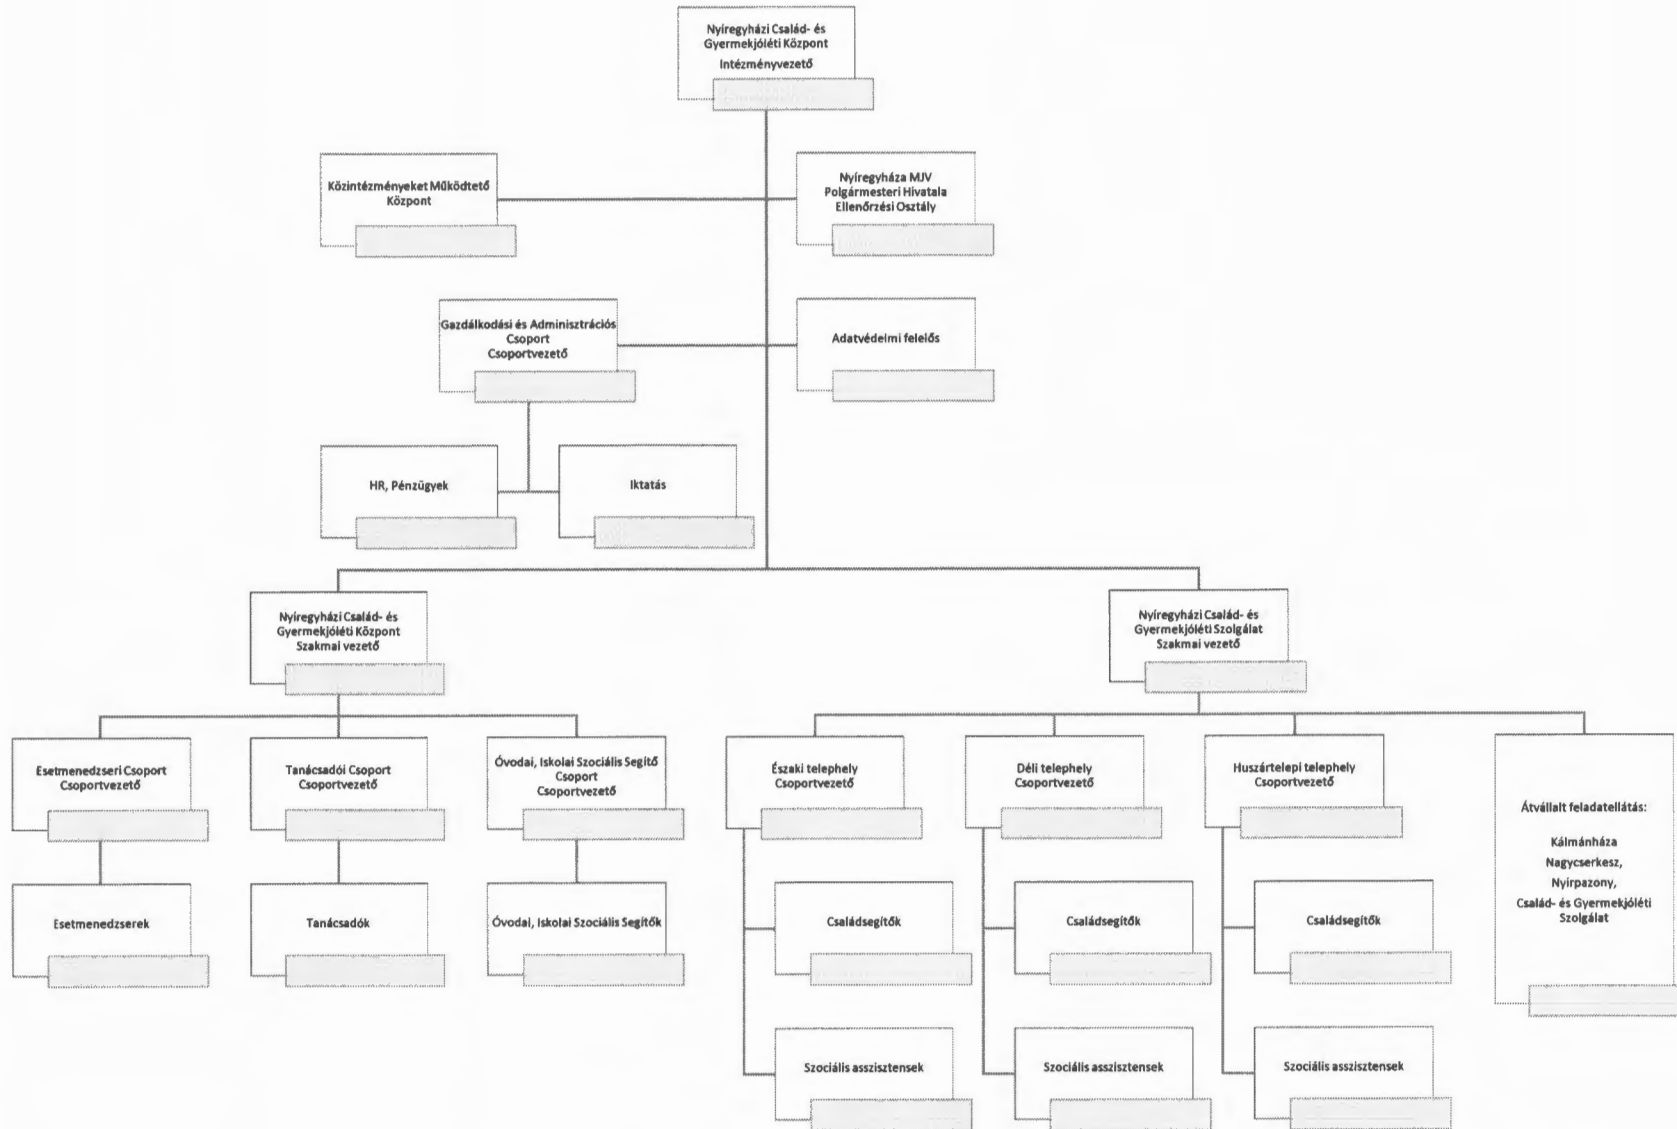 Nyíregyházi Család- és
Gyermekjóléti Központ
Intézményvezető
Közintézményeket Működtető
Központ
Nyíregyháza MJV
Polgármesteri Hivatala
Ellenőrzési Osztály
Gazdálkodási és Adminisztrációs
Csoport
Csoportvezető
Adatvédelmi felelős
HR, Pénzügyek
Iktatás
Nyíregyházi Család- és
Gyermekjóléti Központ
Szakmai vezető
Nyíregyházi Család- és
Gyermekjóléti Szolgálat
Szakmai vezető
Esetmenedzseri Csoport
Csoportvezető
Tanácsadói Csoport
Csoportvezető
Óvodai, Iskolai Szociális Segítő
Csoport
Csoportvezető
Északi telephely
Csoportvezető
Déli telephely
Csoportvezető
Huszártelepi telephely
Csoportvezető
Átvállalt feladatellátás:
Kálmánháza
Nagycserkesz,
Nyírpazony,
Család- és Gyermekjóléti
Szolgálat
Esetmenedzserek
Tanácsadók
Óvodai, Iskolai Szociális Segítők
Családsegítők
Családsegítők
Családsegítők
Szociális asszisztensek
Szociális asszisztensek
Szociális asszisztensek